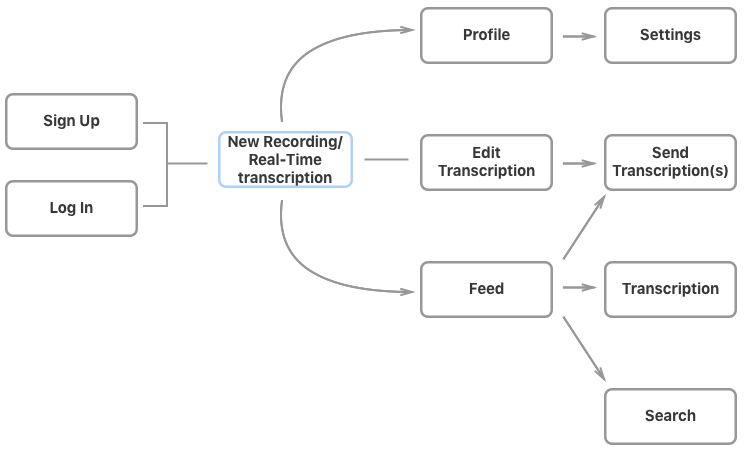 Sign Up
Log In
New Recording/
Real-Time
transcription
Profile
Settings
Edit
Transcription
Send
Transcription(s)
Feed
Transcription
Search